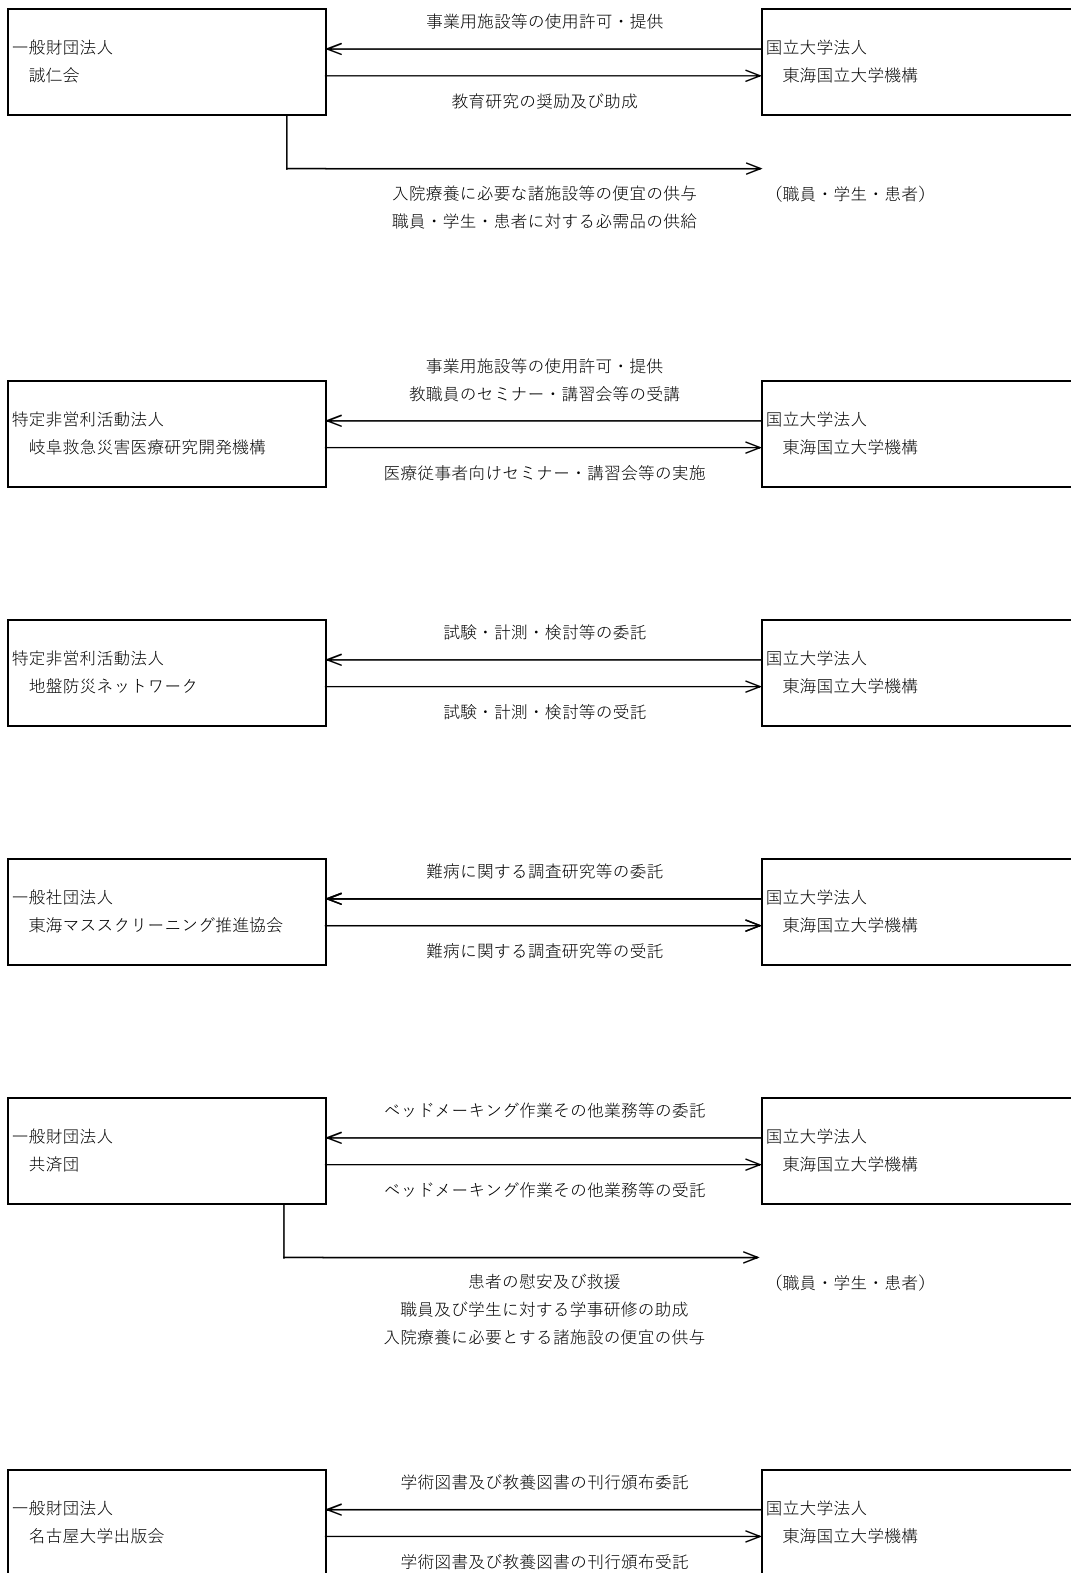 事業用施設等の使用許可・提供
一般財団法人
誠仁会
国立大学法人
東海国立大学機構
教育研究の奨励及び助成
入院療養に必要な諸施設等の便宜の供与
職員・学生・患者に対する必需品の供給
（職員・学生・患者）
事業用施設等の使用許可・提供
教職員のセミナー・講習会等の受講
特定非営利活動法人
岐阜救急災害医療研究開発機構
国立大学法人
東海国立大学機構
医療従事者向けセミナー・講習会等の実施
試験・計測・検討等の委託
特定非営利活動法人
地盤防災ネットワーク
国立大学法人
東海国立大学機構
試験・計測・検討等の受託
難病に関する調査研究等の委託
一般社団法人
東海マススクリーニング推進協会
国立大学法人
東海国立大学機構
難病に関する調査研究等の受託
ベッドメーキング作業その他業務等の委託
一般財団法人
共済団
国立大学法人
東海国立大学機構
ベッドメーキング作業その他業務等の受託
患者の慰安及び救援
職員及び学生に対する学事研修の助成
入院療養に必要とする諸施設の便宜の供与
（職員・学生・患者）
学術図書及び教養図書の刊行頒布委託
一般財団法人
名古屋大学出版会
国立大学法人
東海国立大学機構
学術図書及び教養図書の刊行頒布受託